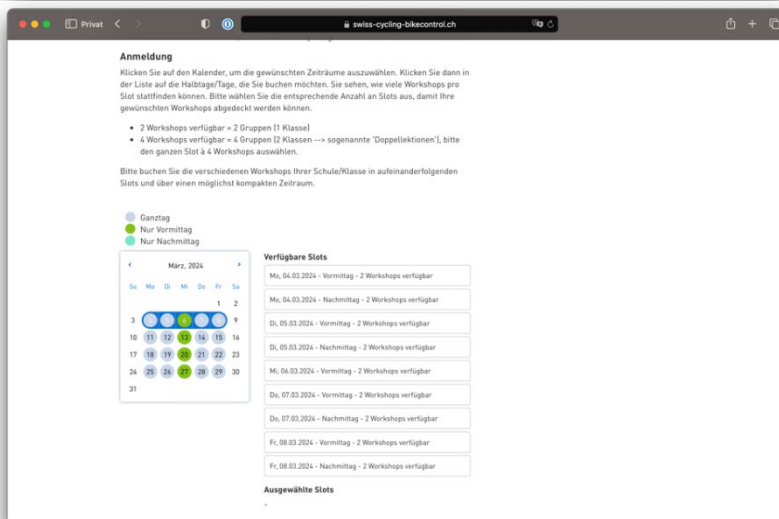 Privat
swiss-cycling-bikecontrol.ch
Anmeldung
Klicken Sie auf den Kalender, um die gewünschten Zeiträume auszuwählen. Klicken Sie dann in
der Liste auf die Halbtage/Tage, die Sie buchen möchten. Sie sehen, wie viele Workshops pro
Slot stattfinden können. Bitte wählen Sie die entsprechende Anzahl an Slots aus, damit Ihre
gewünschten Workshops abgedeckt werden können.
• 2 Workshops verfügbar = 2 Gruppen (1 Klasse)
• 4 Workshops verfügbar = 4 Gruppen (2 Klassen --> sogenannte 'Doppellektionen'), bitte
den ganzen Slot à 4 Workshops auswählen.
Bitte buchen Sie die verschiedenen Workshops Ihrer Schule/Klasse in aufeinanderfolgenden
Slots und über einen möglichst kompakten Zeitraum.
Ganztag
Nur Vormittag
Nur Nachmittag
März, 2024
So Mo Di Mi Do Fr Sa
1 2
3 4 5 6 7 8 9
10 11 12 13 14 15 16
17 18 19 20 21 22 23
24 25 26 27 28 29 30
31
Verfügbare Slots
Mo, 04.03.2024 - Vormittag - 2 Workshops verfügbar
Mo, 04.03.2024 - Nachmittag - 2 Workshops verfügbar
Di, 05.03.2024 - Vormittag - 2 Workshops verfügbar
Di, 05.03.2024 - Nachmittag - 2 Workshops verfügbar
Mi, 06.03.2024 - Vormittag - 2 Workshops verfügbar
Do, 07.03.2024 - Vormittag - 2 Workshops verfügbar
Do, 07.03.2024 - Nachmittag - 2 Workshops verfügbar
Fr, 08.03.2024 - Vormittag - 2 Workshops verfügbar
Fr, 08.03.2024 - Nachmittag - 2 Workshops verfügbar
Ausgewählte Slots
-